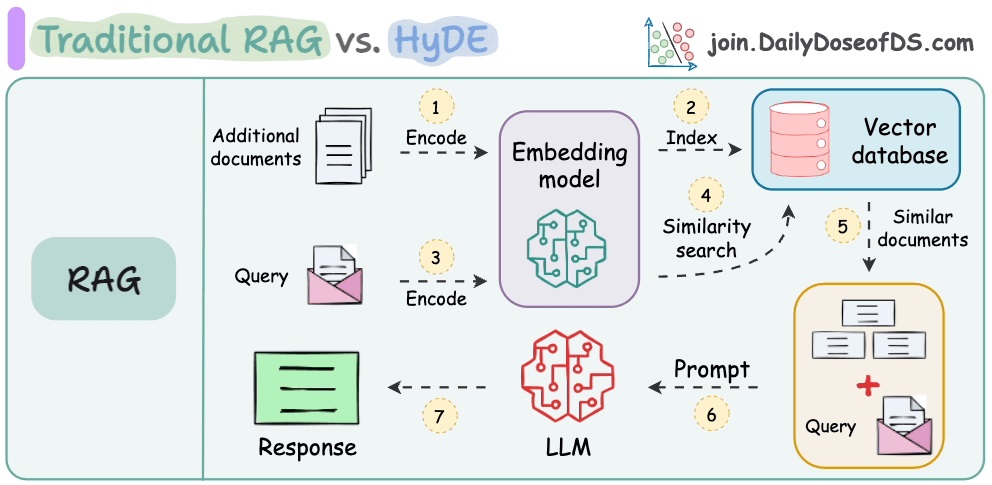 Traditional RAG vs. HyDE
join.DailyDoseofDS.com
RAG
Additional
documents
1
Encode
Embedding
model
2
Index
Vector
database
Query
3
Encode
4
Similarity
search
5
Similar
documents
Query
Prompt
6
LLM
7
Response